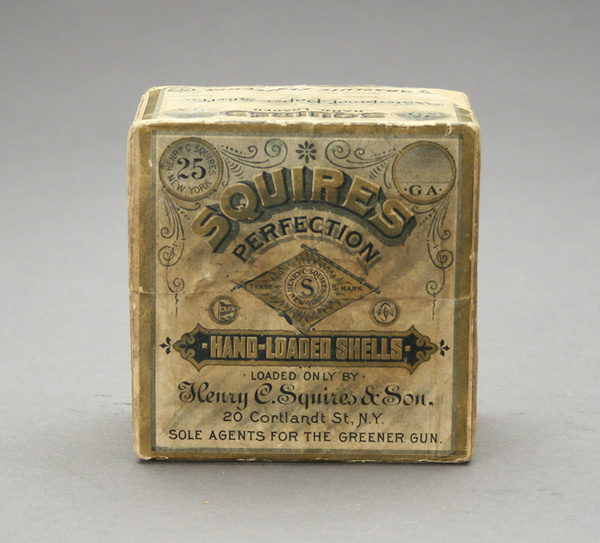 HENRY C. SQUIRES
25
NEW YORK.
·GA·
SQUIRES
PERFECTION
TRADE MARK
HENRY·C·SQUIRES
S
NEW-YORK
·HAND-LOADED SHELLS·
·LOADED ONLY BY·
Henry C. Squires & Son,
20 Cortlandt St, N.Y.
SOLE AGENTS FOR THE GREENER GUN.